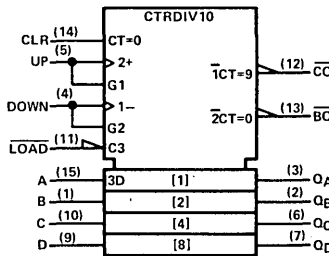 CTRDIV10
CLR (14) CT=0
UP (5) 2+
G1
1CT=9 (12) CO
DOWN (4) 1–
G2
2CT=0 (13) BO
LOAD (11) C3
A (15) 3D [1] (3) QA
B (1) [2] (2) QB
C (10) [4] (6) QC
D (9) [8] (7) QD